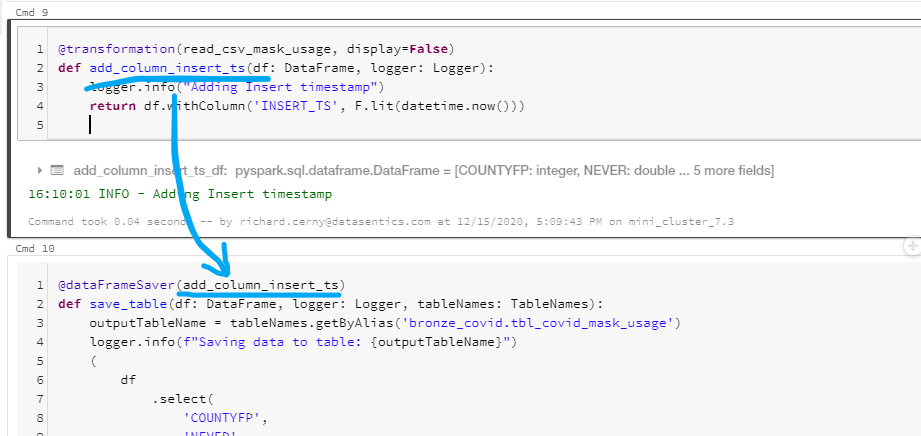 Cmd 9
1 @transformation(read_csv_mask_usage, display=False)
2 def add_column_insert_ts(df: DataFrame, logger: Logger):
3 logger.info("Adding Insert timestamp")
4 return df.withColumn('INSERT_TS', F.lit(datetime.now()))
5
add_column_insert_ts_df: pyspark.sql.dataframe.DataFrame = [COUNTYFP: integer, NEVER: double ... 5 more fields]
16:10:01 INFO - Adding Insert timestamp
Command took 0.04 seconds -- by richard.cerny@datasentics.com at 12/15/2020, 5:09:43 PM on mini_cluster_7.3
Cmd 10
1 @dataFrameSaver(add_column_insert_ts)
2 def save_table(df: DataFrame, logger: Logger, tableNames: TableNames):
3 outputTableName = tableNames.getByAlias('bronze_covid.tbl_covid_mask_usage')
4 logger.info(f"Saving data to table: {outputTableName}")
5 (
6 df
7 .select(
8 'COUNTYFP',
9 'NEVER'